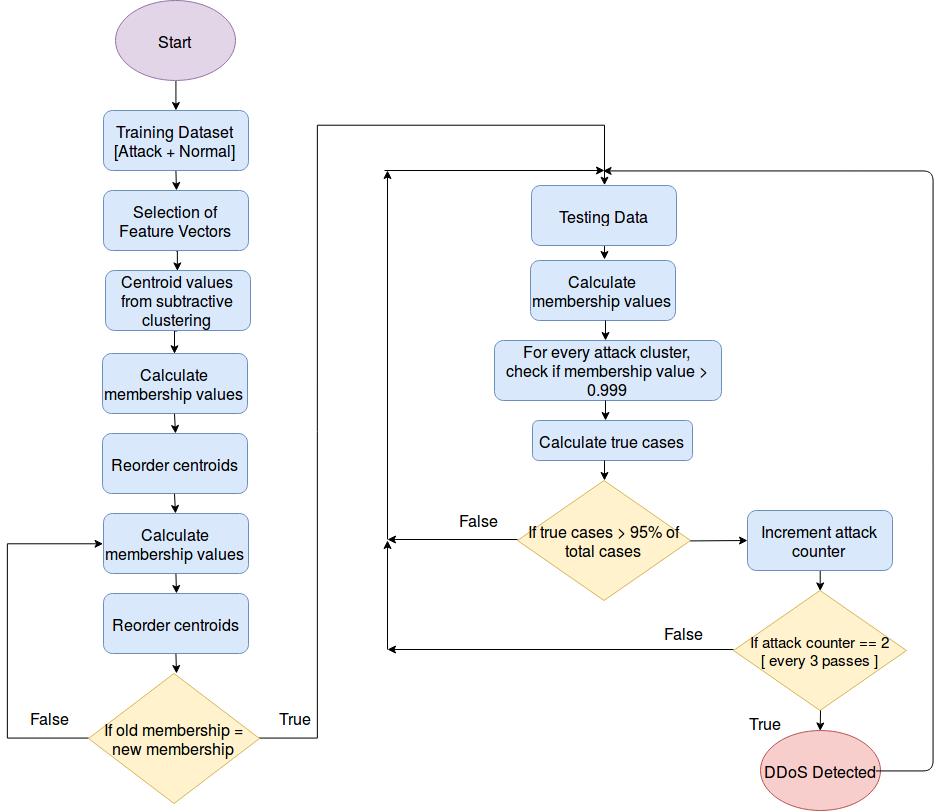 Start
Training Dataset
[Attack + Normal]
Selection of
Feature Vectors
Centroid values
from subtractive
clustering
Calculate
membership values
Reorder centroids
Calculate
membership values
Reorder centroids
False
If old membership =
new membership
True
Testing Data
Calculate
membership values
For every attack cluster,
check if membership value >
0.999
Calculate true cases
False
If true cases > 95% of
total cases
Increment attack
counter
False
If attack counter == 2
[ every 3 passes ]
True
DDoS Detected